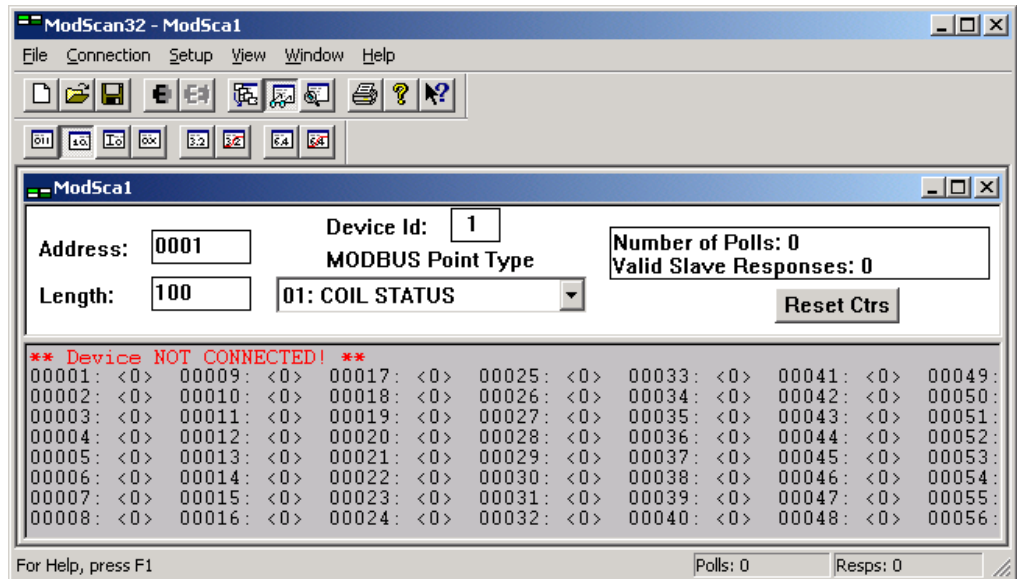 ModScan32 - ModSca1
File Connection Setup View Window Help
ModSca1
Device Id: 1
Address: 0001
MODBUS Point Type
Number of Polls: 0
Valid Slave Responses: 0
Length: 100
01: COIL STATUS
Reset Ctrs
** Device NOT CONNECTED! **
00001: <0> 00009: <0> 00017: <0> 00025: <0> 00033: <0> 00041: <0> 00049:
00002: <0> 00010: <0> 00018: <0> 00026: <0> 00034: <0> 00042: <0> 00050:
00003: <0> 00011: <0> 00019: <0> 00027: <0> 00035: <0> 00043: <0> 00051:
00004: <0> 00012: <0> 00020: <0> 00028: <0> 00036: <0> 00044: <0> 00052:
00005: <0> 00013: <0> 00021: <0> 00029: <0> 00037: <0> 00045: <0> 00053:
00006: <0> 00014: <0> 00022: <0> 00030: <0> 00038: <0> 00046: <0> 00054:
00007: <0> 00015: <0> 00023: <0> 00031: <0> 00039: <0> 00047: <0> 00055:
00008: <0> 00016: <0> 00024: <0> 00032: <0> 00040: <0> 00048: <0> 00056:
For Help, press F1
Polls: 0
Resps: 0